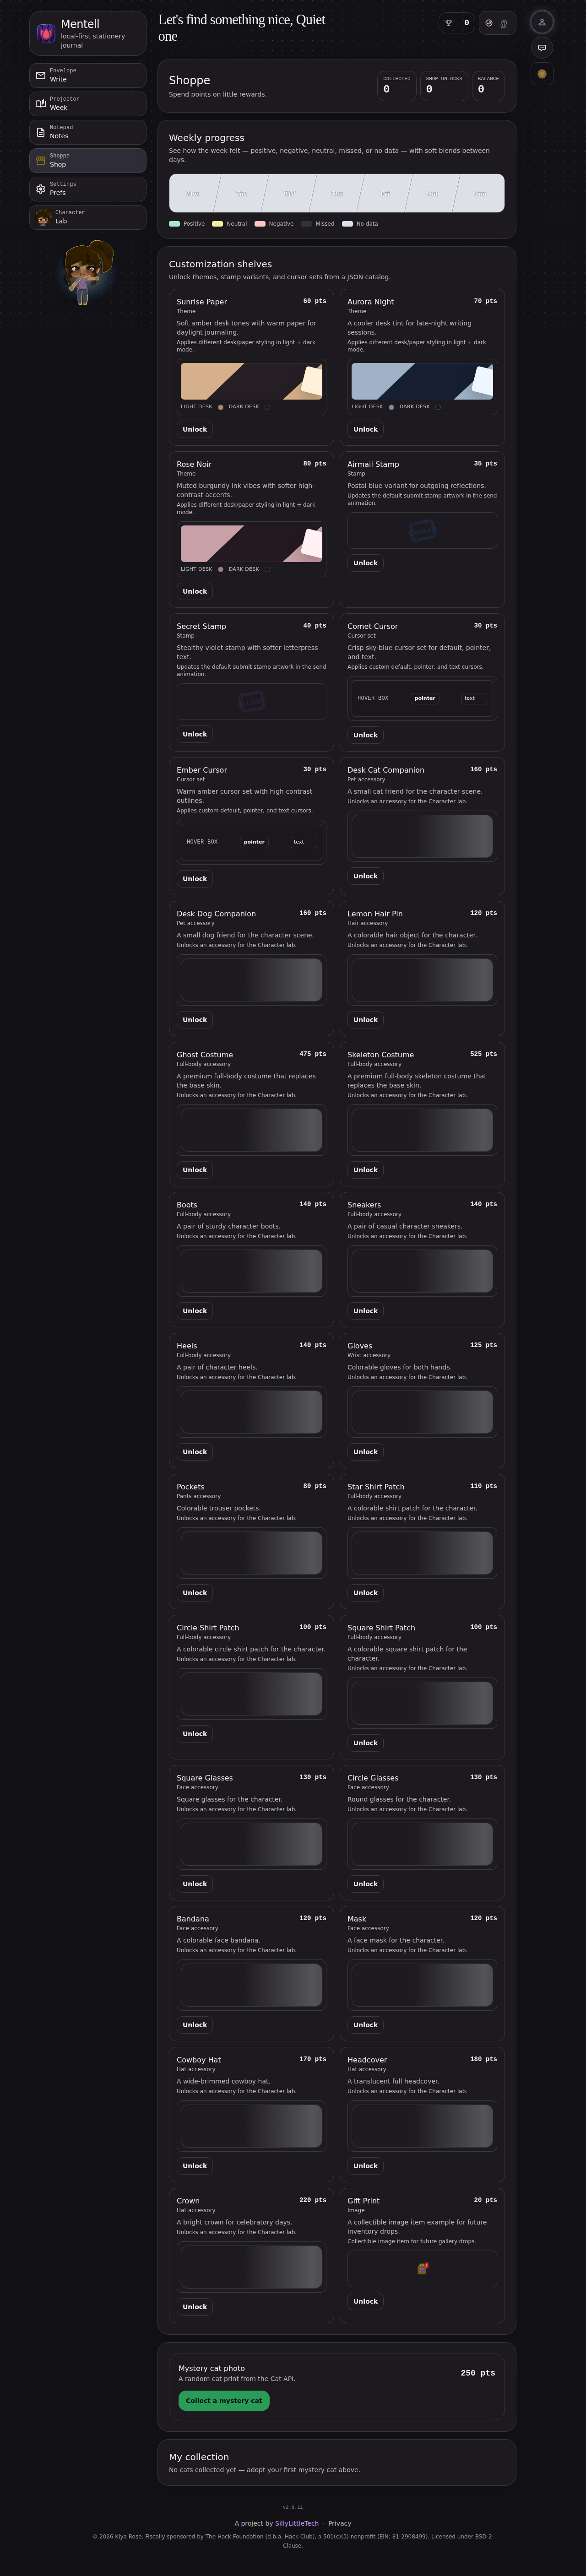 Mentell
local-first stationery
journal
Envelope
Write
Projector
Week
Notepad
Notes
Shoppe
Shop
Settings
Prefs
Character
Lab
Let's find something nice, Quiet
one
0
Shoppe
Spend points on little rewards.
COLLECTED
0
SHOP UNLOCKS
0
BALANCE
0
Weekly progress
See how the week felt — positive, neutral, negative, missed, or no data — with soft blends between
days.
Mon Tue Wed Thu Fri Sat Sun
Positive Neutral Negative Missed No data
Customization shelves
Unlock themes, stamp variants, and cursor sets from a JSON catalog.
Sunrise Paper 60 pts
Theme
Soft amber desk tones with warm paper for
daylight journaling.
Applies different desk/paper styling in light + dark
mode.
LIGHT DESK DARK DESK
Unlock
Aurora Night 70 pts
Theme
A cooler desk tint for late-night writing
sessions.
Applies different desk/paper styling in light + dark
mode.
LIGHT DESK DARK DESK
Unlock
Rose Noir 80 pts
Theme
Muted burgundy ink vibes with softer high-
contrast accents.
Applies different desk/paper styling in light + dark
mode.
LIGHT DESK DARK DESK
Unlock
Airmail Stamp 35 pts
Stamp
Postal blue variant for outgoing reflections.
Updates the default submit stamp artwork in the send
animation.
Unlock
Secret Stamp 40 pts
Stamp
Stealthy violet stamp with softer letterpress
text.
Updates the default submit stamp artwork in the send
animation.
Unlock
Comet Cursor 30 pts
Cursor set
Crisp sky-blue cursor set for default, pointer,
and text.
Applies custom default, pointer, and text cursors.
HOVER BOX pointer text
Unlock
Ember Cursor 30 pts
Cursor set
Warm amber cursor set with high contrast
outlines.
Applies custom default, pointer, and text cursors.
HOVER BOX pointer text
Unlock
Desk Cat Companion 160 pts
Pet accessory
A small cat friend for the character scene.
Unlocks an accessory for the Character lab.
Unlock
Desk Dog Companion 160 pts
Pet accessory
A small dog friend for the character scene.
Unlocks an accessory for the Character lab.
Unlock
Lemon Hair Pin 120 pts
Hair accessory
A colorable hair object for the character.
Unlocks an accessory for the Character lab.
Unlock
Ghost Costume 475 pts
Full-body accessory
A premium full-body costume that replaces
the base skin.
Unlocks an accessory for the Character lab.
Unlock
Skeleton Costume 525 pts
Full-body accessory
A premium full-body skeleton costume that
replaces the base skin.
Unlocks an accessory for the Character lab.
Unlock
Boots 140 pts
Full-body accessory
A pair of sturdy character boots.
Unlocks an accessory for the Character lab.
Unlock
Sneakers 140 pts
Full-body accessory
A pair of casual character sneakers.
Unlocks an accessory for the Character lab.
Unlock
Heels 140 pts
Full-body accessory
A pair of character heels.
Unlocks an accessory for the Character lab.
Unlock
Gloves 125 pts
Wrist accessory
Colorable gloves for both hands.
Unlocks an accessory for the Character lab.
Unlock
Pockets 80 pts
Pants accessory
Colorable trouser pockets.
Unlocks an accessory for the Character lab.
Unlock
Star Shirt Patch 110 pts
Full-body accessory
A colorable shirt patch for the character.
Unlocks an accessory for the Character lab.
Unlock
Circle Shirt Patch 100 pts
Full-body accessory
A colorable circle shirt patch for the character.
Unlocks an accessory for the Character lab.
Unlock
Square Shirt Patch 100 pts
Full-body accessory
A colorable square shirt patch for the
character.
Unlocks an accessory for the Character lab.
Unlock
Square Glasses 130 pts
Face accessory
Square glasses for the character.
Unlocks an accessory for the Character lab.
Unlock
Circle Glasses 130 pts
Face accessory
Round glasses for the character.
Unlocks an accessory for the Character lab.
Unlock
Bandana 120 pts
Face accessory
A colorable face bandana.
Unlocks an accessory for the Character lab.
Unlock
Mask 120 pts
Face accessory
A face mask for the character.
Unlocks an accessory for the Character lab.
Unlock
Cowboy Hat 170 pts
Hat accessory
A wide-brimmed cowboy hat.
Unlocks an accessory for the Character lab.
Unlock
Headcover 180 pts
Hat accessory
A translucent full headcover.
Unlocks an accessory for the Character lab.
Unlock
Crown 220 pts
Hat accessory
A bright crown for celebratory days.
Unlocks an accessory for the Character lab.
Unlock
Gift Print 20 pts
Image
A collectible image item example for future
inventory drops.
Collectible image item for future gallery drops.
Unlock
Mystery cat photo 250 pts
A random cat print from the Cat API.
Collect a mystery cat
My collection
No cats collected yet — adopt your first mystery cat above.
A project by SillyLittleTech · Privacy
© 2026 Kiya Rose. Fiscally sponsored by The Hack Foundation (d.b.a. Hack Club), a 501(c)(3) nonprofit (EIN: 81-2908499). Licensed under BSD-2-
Clause.